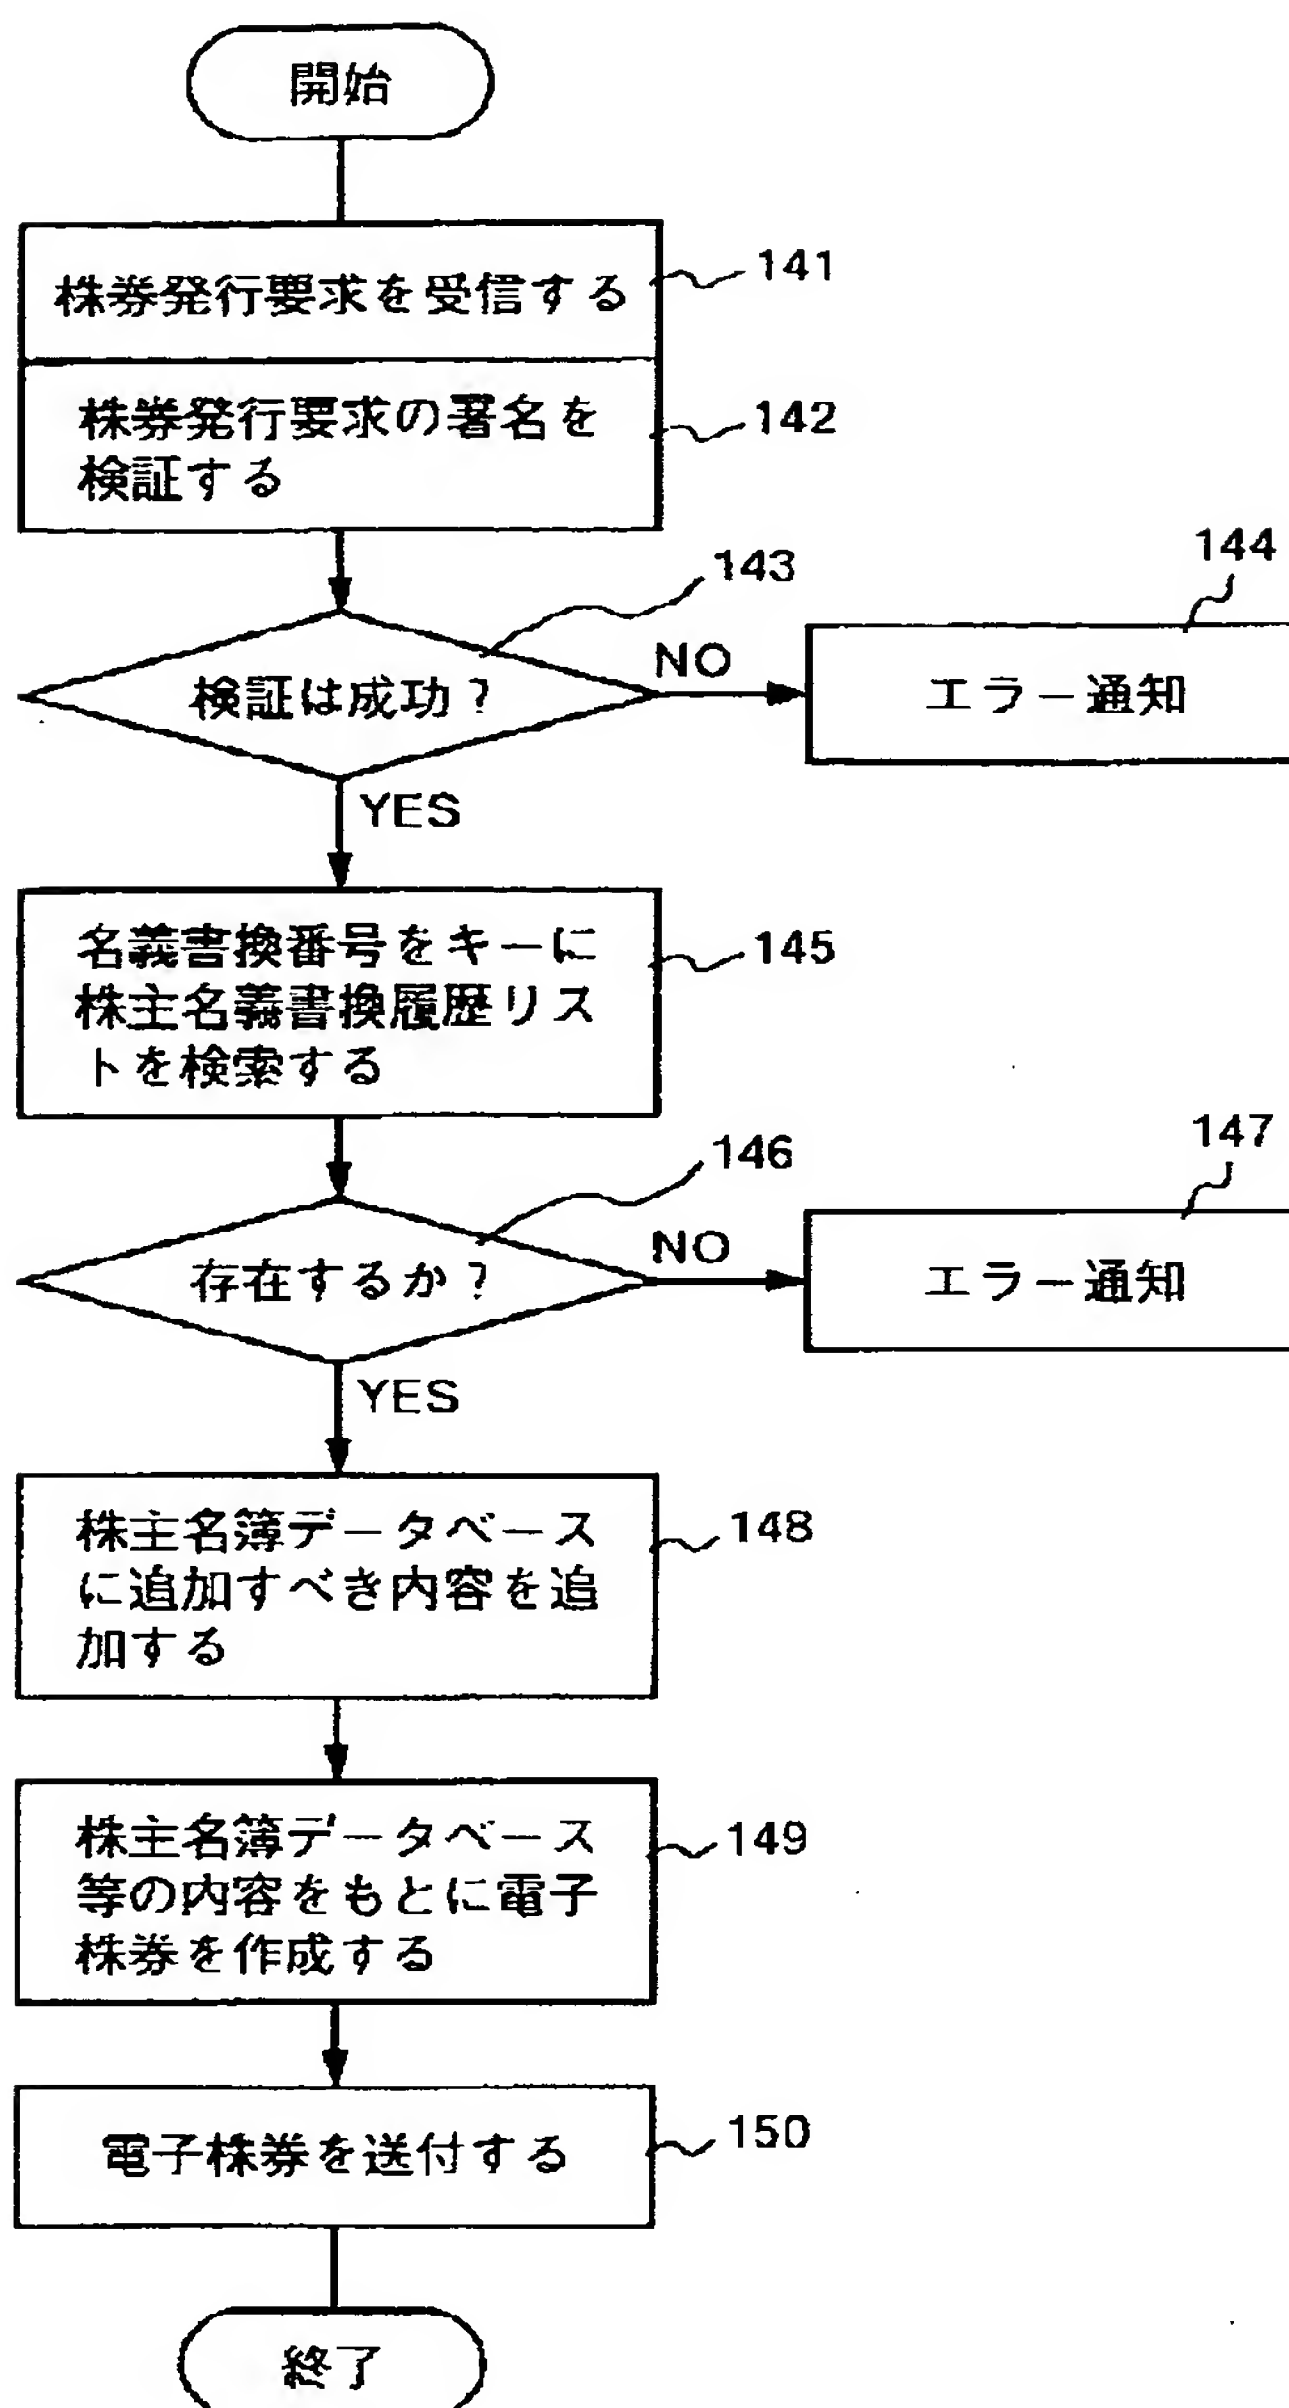 開始
株券発行要求を受信する
141
株券発行要求の署名を
検証する
142
143
144
検証は成功？
NO
エラー通知
YES
名義書換番号をキーに
株主名義書換履歴リス
トを検索する
145
146
147
存在するか？
NO
エラー通知
YES
株主名簿データベース
に追加すべき内容を追
加する
148
株主名簿データベース
等の内容をもとに電子
株券を作成する
149
電子株券を送付する
150
終了